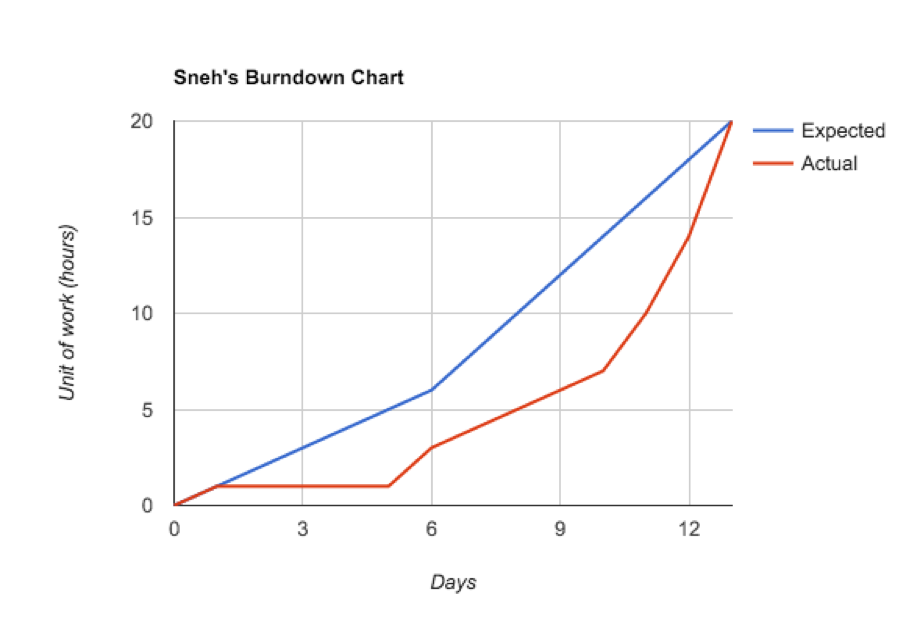 Sneh's Burndown Chart
20
15
10
5
0
Unit of work (hours)
0 3 6 9 12
Days
Expected
Actual